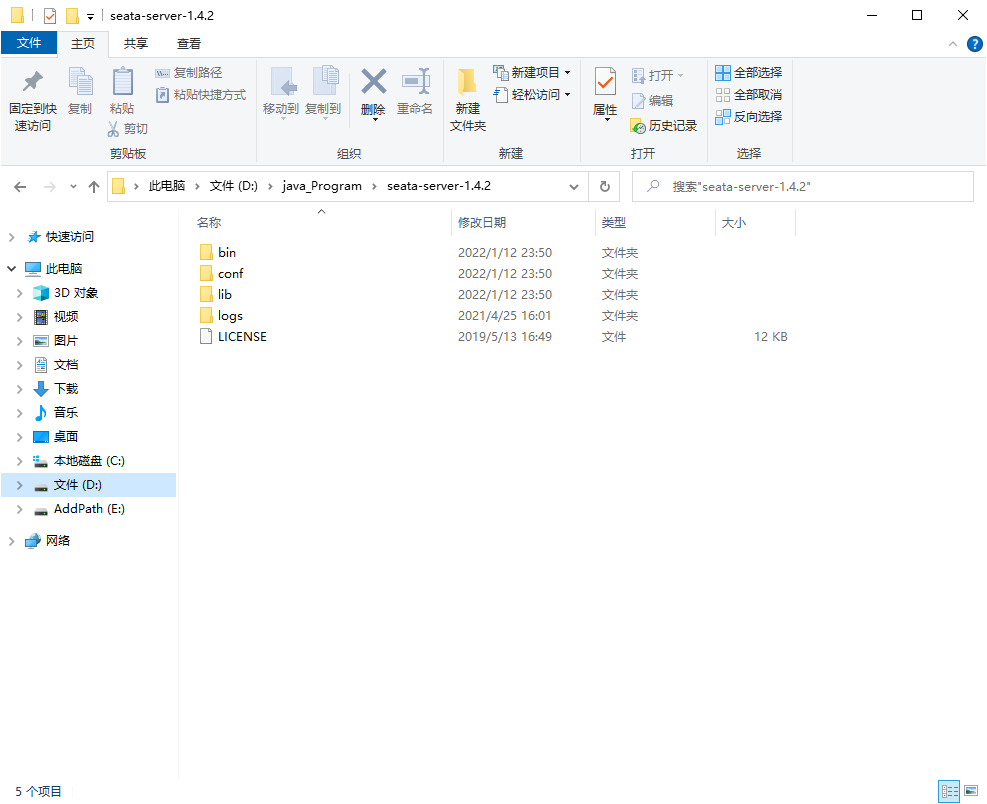 seata-server-1.4.2
文件 主页 共享 查看
固定到快速访问 复制 粘贴 复制路径 粘贴快捷方式 剪切
移动到 复制到 删除 重命名
新建文件夹 新建项目 轻松访问
属性 打开 编辑 历史记录
全部选择 全部取消 反向选择
剪贴板 组织 新建 打开 选择
此电脑 文件 (D:) java_Program seata-server-1.4.2
搜索"seata-server-1.4.2"
名称 修改日期 类型 大小
bin 2022/1/12 23:50 文件夹
conf 2022/1/12 23:50 文件夹
lib 2022/1/12 23:50 文件夹
logs 2021/4/25 16:01 文件夹
LICENSE 2019/5/13 16:49 文件 12 KB
快速访问
此电脑
3D 对象
视频
图片
文档
下载
音乐
桌面
本地磁盘 (C:)
文件 (D:)
AddPath (E:)
网络
5 个项目